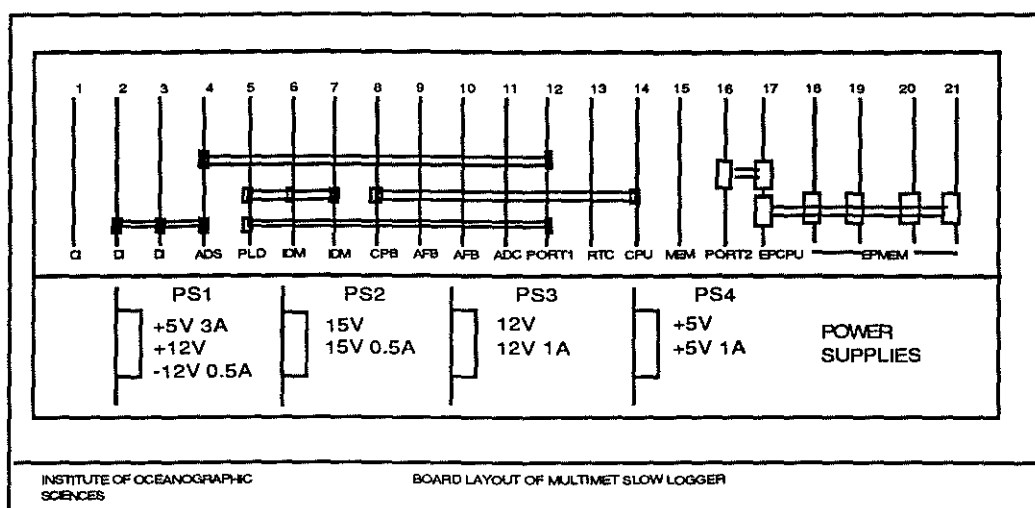 1 2 3 4 5 6 7 8 9 10 11 12 13 14 15 16 17 18 19 20 21
CI DI DI ADS PLD IDM IDM CPB AFB AFB ADC PORT1 RTC CPU MEM PORT2 EPCPU EPMEM
PS1 PS2 PS3 PS4
+5V 3A 15V 12V +5V
+12V 15V 0.5A 12V 1A +5V 1A
-12V 0.5A
POWER
SUPPLIES
INSTITUTE OF OCEANOGRAPHIC
SCIENCES
BOARD LAYOUT OF MULTIMET SLOW LOGGER